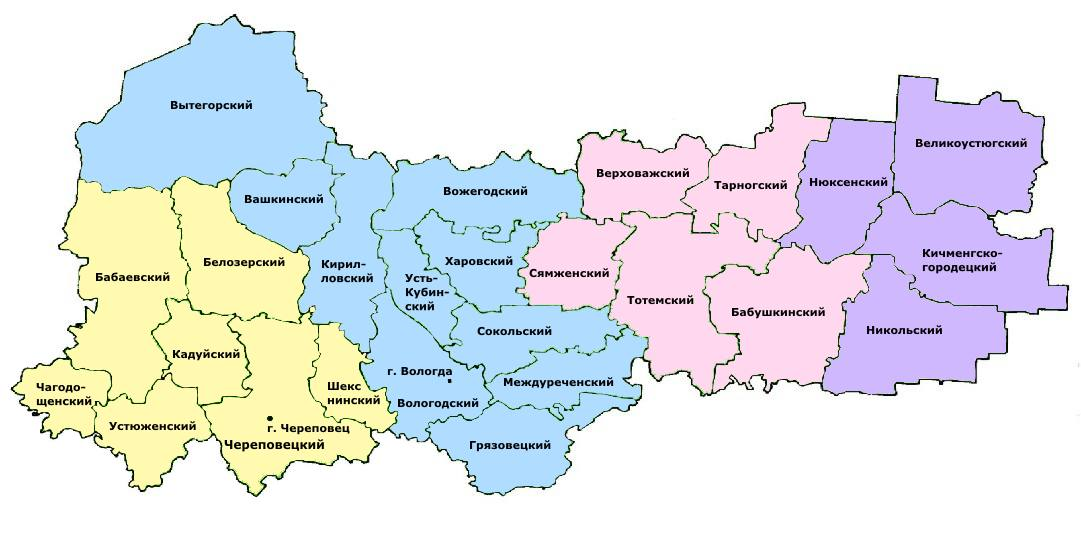 Вытегорский
Великоустюгский
Верховажский
Тарногский
Нюксенский
Вожегодский
Вашкинский
Белозерский
Бабаевский
Кирил-
ловский
Усть-
Кубин-
ский
Харовский
Сямженский
Кичменгско-
городецкий
Тотемский
Бабушкинский
Никольский
Сокольский
Кадуйский
г. Вологда
Междуреченский
Чагодо-
щенский
Шекс
нинский
Вологодский
Устюженский
г. Череповец
Череповецкий
Грязовецкий